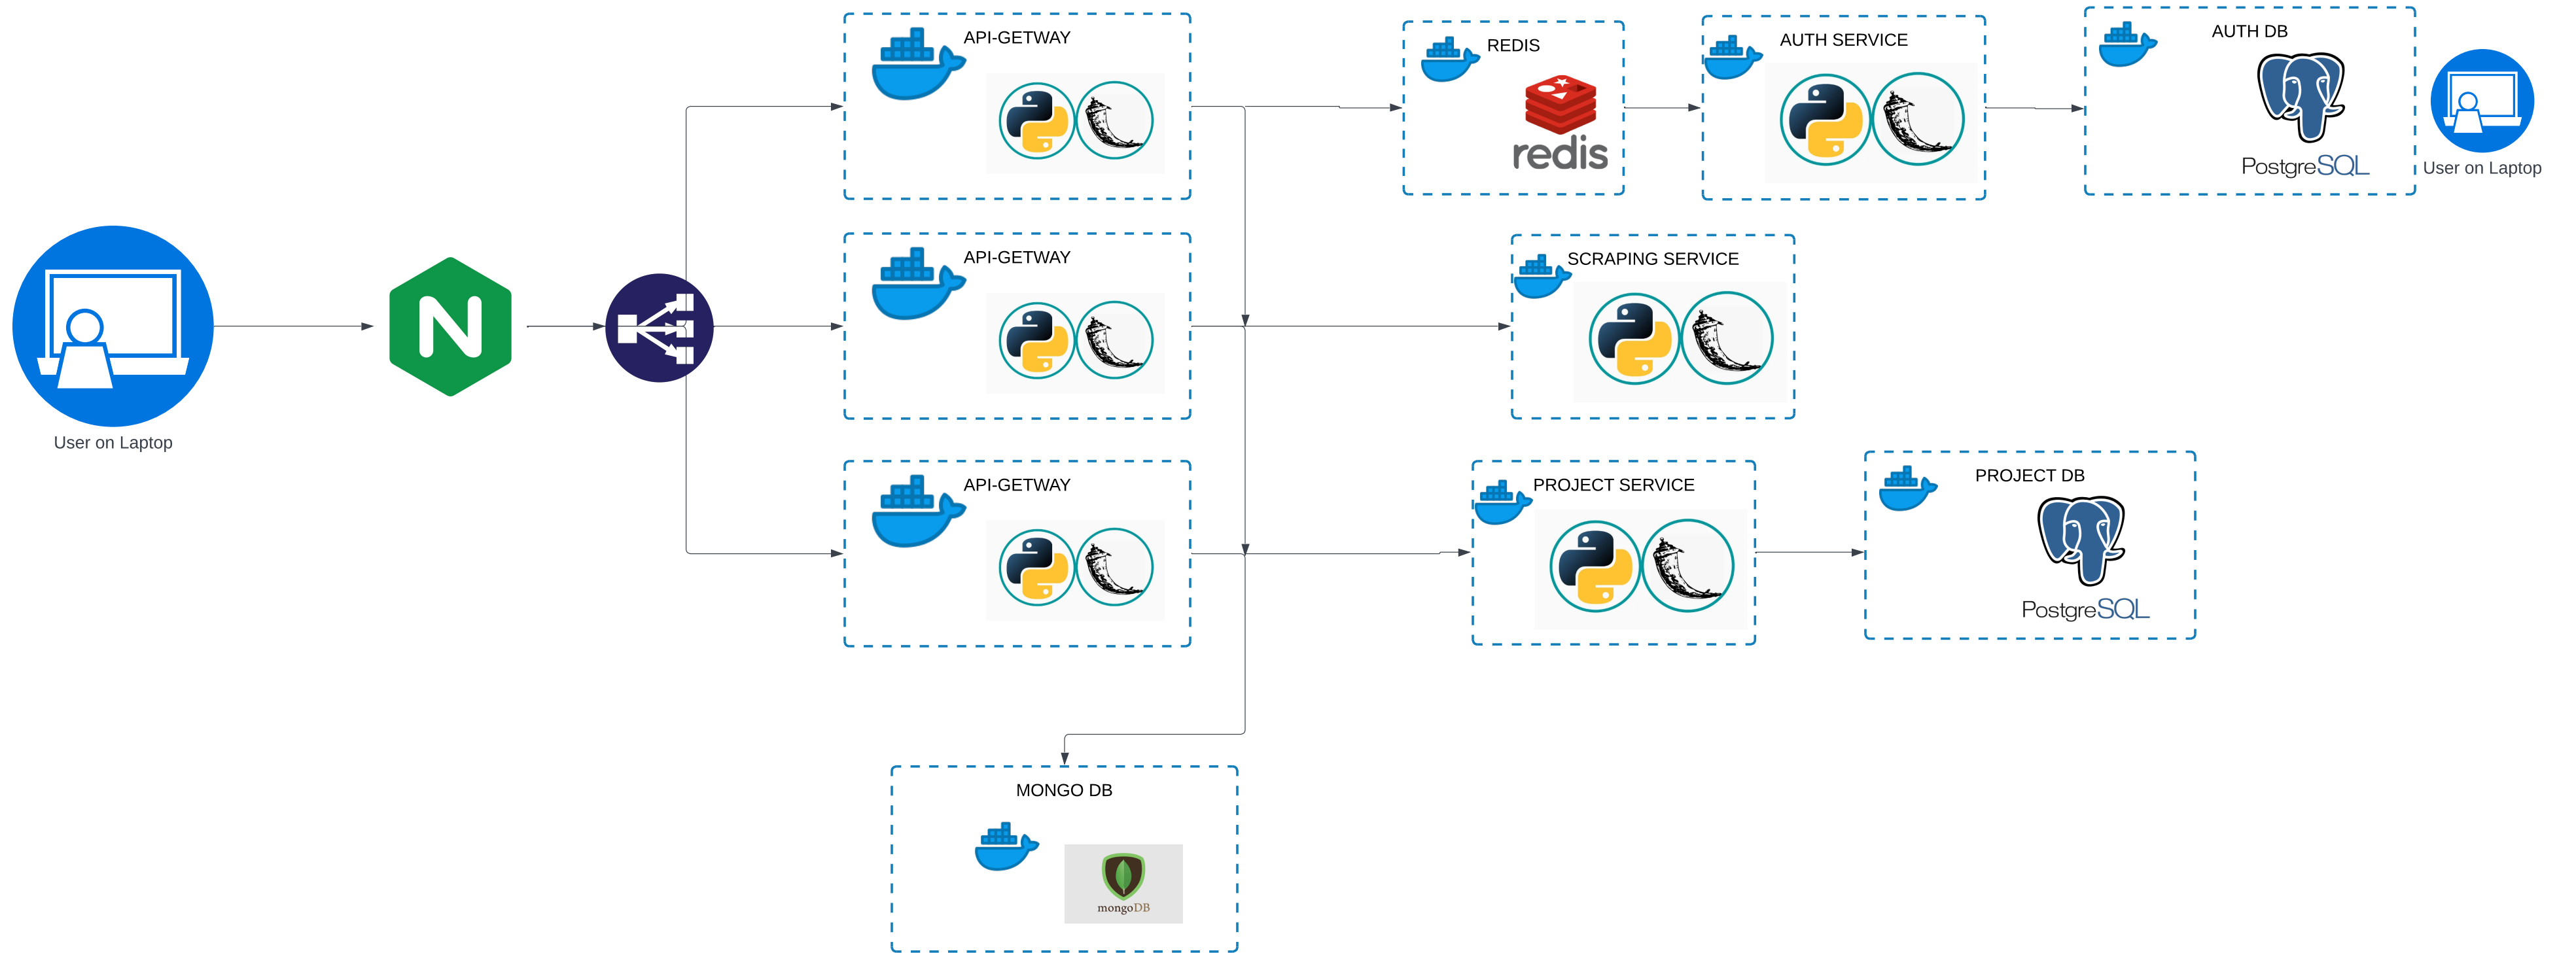 API-GETWAY
REDIS
redis
AUTH SERVICE
AUTH DB
PostgreSQL
User on Laptop
User on Laptop
API-GETWAY
SCRAPING SERVICE
API-GETWAY
PROJECT SERVICE
PROJECT DB
PostgreSQL
MONGO DB
mongoDB